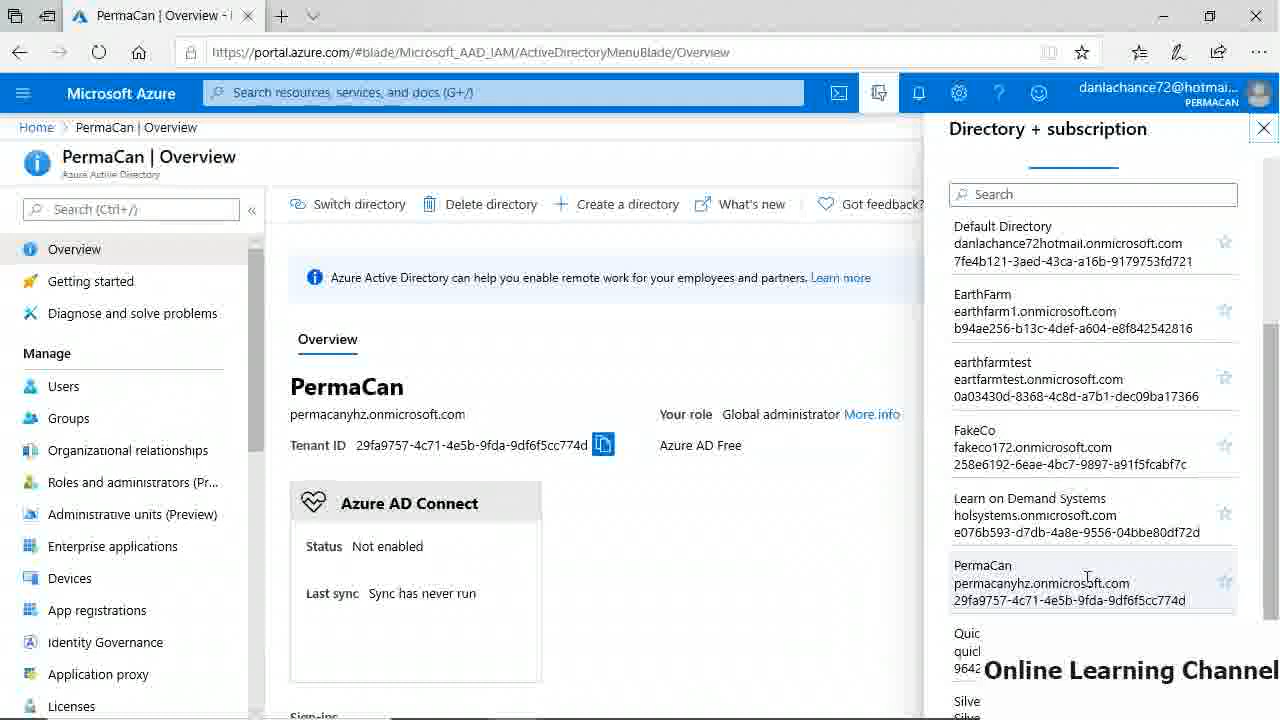 PermaCan | Overview - Azure A
https://portal.azure.com/#blade/Microsoft_AAD_IAM/ActiveDirectoryMenuBlade/Overview
Microsoft Azure
Search resources, services, and docs (G+/)
danlachance72@hotmai...
PERMACAN
Home > PermaCan | Overview
PermaCan | Overview
Azure Active Directory
Search (Ctrl+/)
«
Overview
Getting started
Diagnose and solve problems
Manage
Users
Groups
Organizational relationships
Roles and administrators (Pr...
Administrative units (Preview)
Enterprise applications
Devices
App registrations
Identity Governance
Application proxy
Licenses
Switch directory
Delete directory
Create a directory
What's new
Got feedback?
Azure Active Directory can help you enable remote work for your employees and partners. Learn more
Overview
PermaCan
permacanyhz.onmicrosoft.com
Tenant ID 29fa9757-4c71-4e5b-9fda-9df6f5cc774d
Your role Global administrator More info
Azure AD Free
Azure AD Connect
Status Not enabled
Last sync Sync has never run
Sign-ins
Directory + subscription
Search
Default Directory
danlachance72hotmail.onmicrosoft.com
7fe4b121-3aed-43ca-a16b-9179753fd721
EarthFarm
earthfarm1.onmicrosoft.com
b94ae256-b13c-4def-a604-e8f842542816
earthfarmtest
eartfarmtest.onmicrosoft.com
0a03430d-8368-4c8d-a7b1-dec09ba17366
FakeCo
fakeco172.onmicrosoft.com
258e6192-6eae-4bc7-9897-a91f5fcabf7c
Learn on Demand Systems
holsystems.onmicrosoft.com
e076b593-d7db-4a8e-9556-04bbe80df72d
PermaCan
permacanyhz.onmicrosoft.com
29fa9757-4c71-4e5b-9fda-9df6f5cc774d
Quic
quicl
9642
Silve
Silve
Online Learning Channel